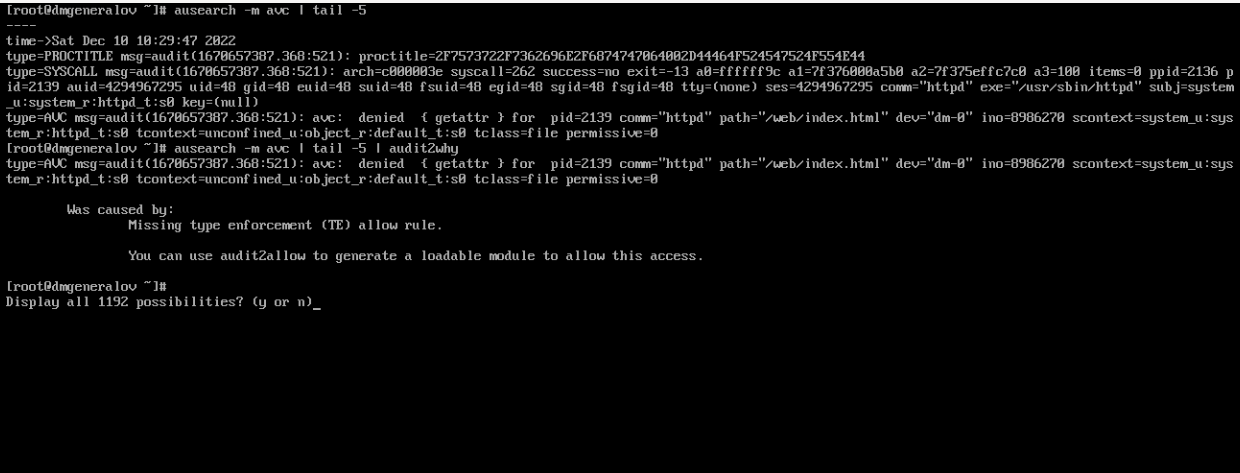 [root@dmgeneralov ~]# ausearch -m avc | tail -5
----
time->Sat Dec 10 10:29:47 2022
type=PROCTITLE msg=audit(1670657387.368:521): proctitle=2F7573722F7362696E2F6874747064002D44464F524547524F554E44
type=SYSCALL msg=audit(1670657387.368:521): arch=c000003e syscall=262 success=no exit=-13 a0=ffffff9c a1=7f376000a5b0 a2=7f375effc7c0 a3=100 items=0 ppid=2136 p
id=2139 auid=4294967295 uid=48 gid=48 euid=48 suid=48 fsuid=48 egid=48 sgid=48 fsgid=48 tty=(none) ses=4294967295 comm="httpd" exe="/usr/sbin/httpd" subj=system
_u:system_r:httpd_t:s0 key=(null)
type=AVC msg=audit(1670657387.368:521): avc:  denied  { getattr } for  pid=2139 comm="httpd" path="/web/index.html" dev="dm-0" ino=8986270 scontext=system_u:sys
tem_r:httpd_t:s0 tcontext=unconfined_u:object_r:default_t:s0 tclass=file permissive=0
[root@dmgeneralov ~]# ausearch -m avc | tail -5 | audit2why
type=AVC msg=audit(1670657387.368:521): avc:  denied  { getattr } for  pid=2139 comm="httpd" path="/web/index.html" dev="dm-0" ino=8986270 scontext=system_u:sys
tem_r:httpd_t:s0 tcontext=unconfined_u:object_r:default_t:s0 tclass=file permissive=0
Was caused by:
Missing type enforcement (TE) allow rule.
You can use audit2allow to generate a loadable module to allow this access.
[root@dmgeneralov ~]#
Display all 1192 possibilities? (y or n)_